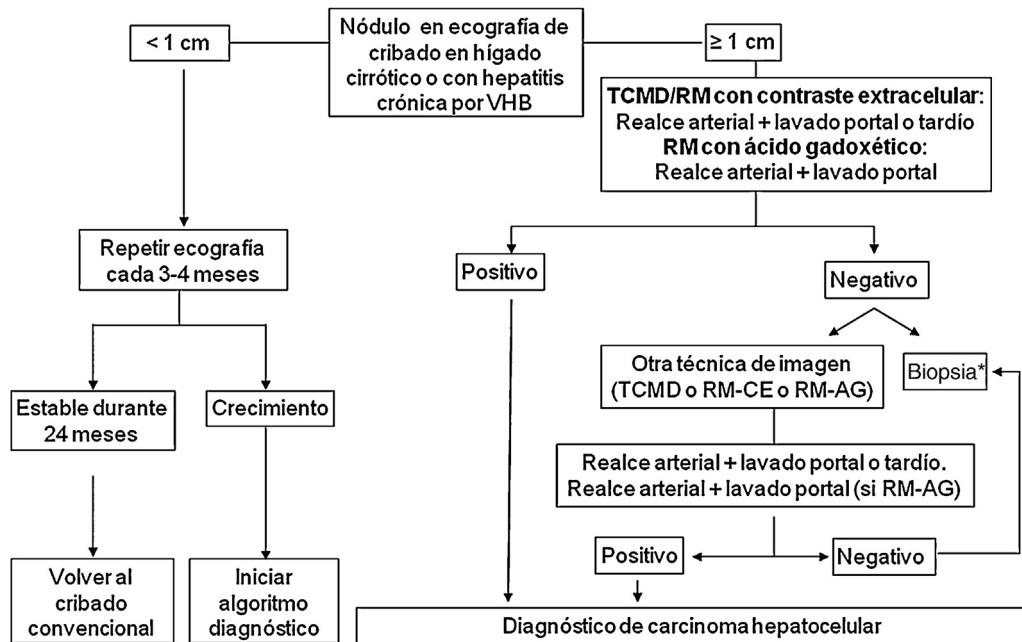 Nódulo en ecografía de
cribado en hígado
cirrótico o con hepatitis
crónica por VHB
< 1 cm
≥ 1 cm
TCMD/RM con contraste extracelular:
Realce arterial + lavado portal o tardío
RM con ácido gadoxético:
Realce arterial + lavado portal
Repetir ecografía
cada 3-4 meses
Positivo
Negativo
Estable durante
24 meses
Crecimiento
Otra técnica de imagen
(TCMD o RM-CE o RM-AG)
Biopsia*
Realce arterial + lavado portal o tardío.
Realce arterial + lavado portal (si RM-AG)
Positivo
Negativo
Volver al
cribado
convencional
Iniciar
algoritmo
diagnóstico
Diagnóstico de carcinoma hepatocelular